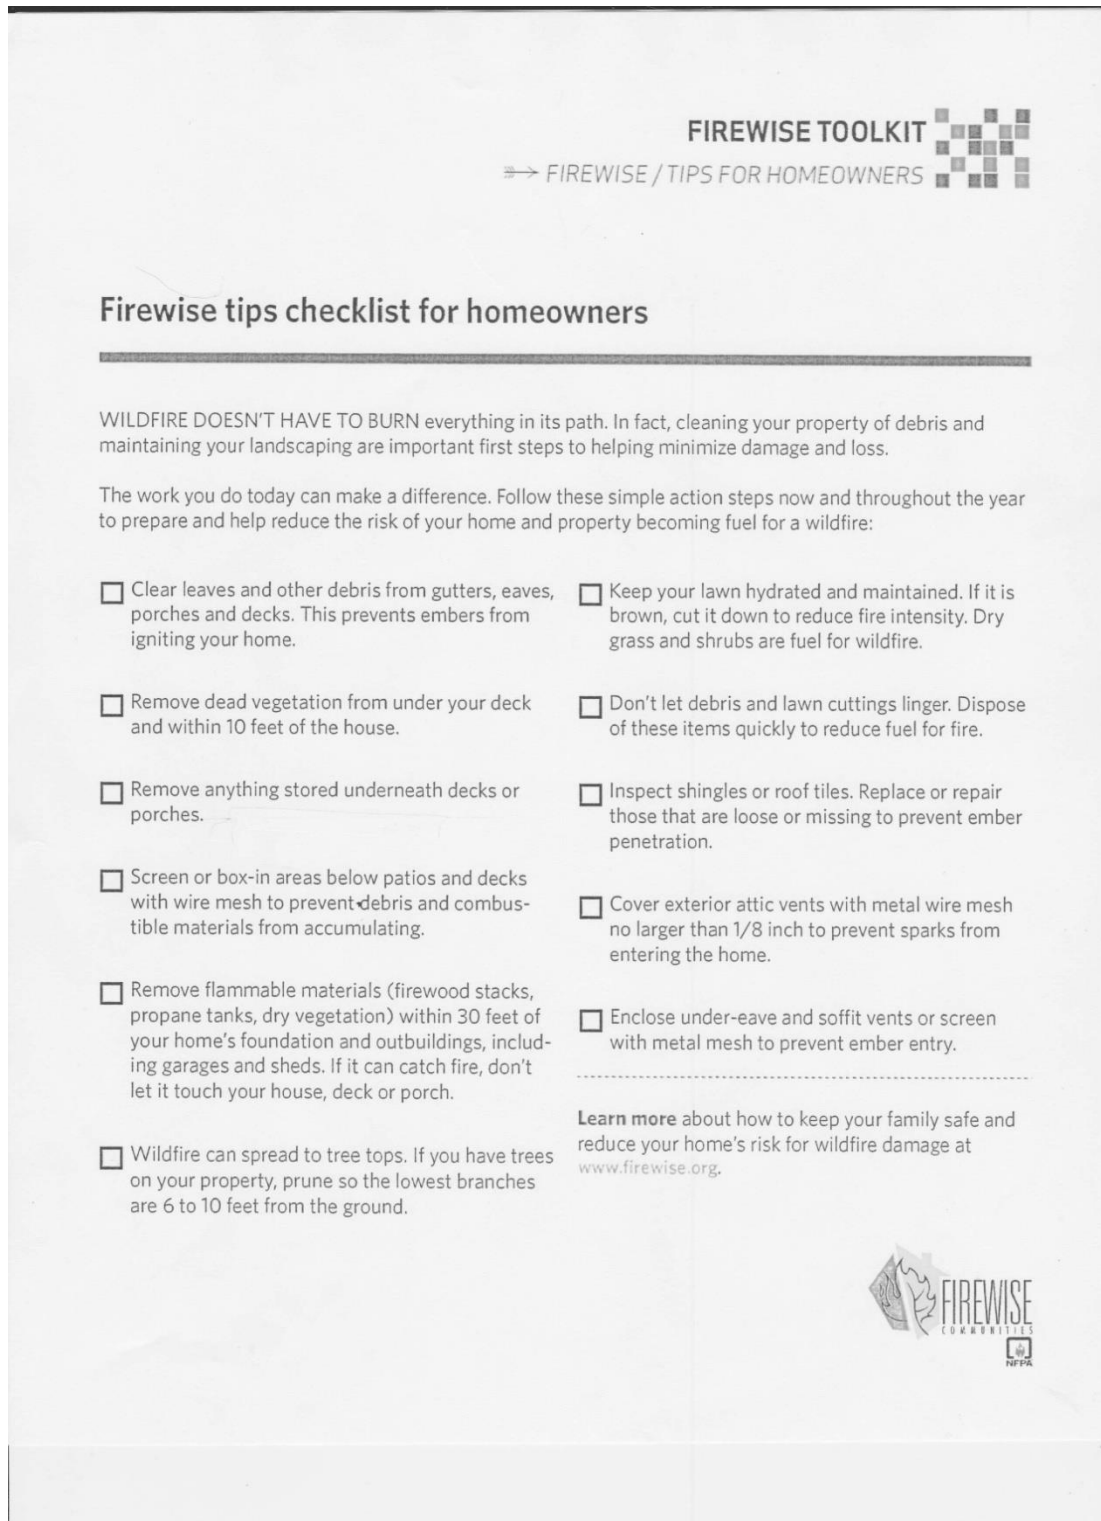 FIREWISE TOOLKIT
FIREWISE / TIPS FOR HOMEOWNERS
Firewise tips checklist for homeowners
WILDFIRE DOESN'T HAVE TO BURN everything in its path. In fact, cleaning your property of debris and
maintaining your landscaping are important first steps to helping minimize damage and loss.
The work you do today can make a difference. Follow these simple action steps now and throughout the year
to prepare and help reduce the risk of your home and property becoming fuel for a wildfire:
Clear leaves and other debris from gutters, eaves,
porches and decks. This prevents embers from
igniting your home.
Remove dead vegetation from under your deck
and within 10 feet of the house.
Remove anything stored underneath decks or
porches.
Screen or box-in areas below patios and decks
with wire mesh to prevent debris and combus-
tible materials from accumulating.
Remove flammable materials (firewood stacks,
propane tanks, dry vegetation) within 30 feet of
your home's foundation and outbuildings, includ-
ing garages and sheds. If it can catch fire, don't
let it touch your house, deck or porch.
Wildfire can spread to tree tops. If you have trees
on your property, prune so the lowest branches
are 6 to 10 feet from the ground.
Keep your lawn hydrated and maintained. If it is
brown, cut it down to reduce fire intensity. Dry
grass and shrubs are fuel for wildfire.
Don't let debris and lawn cuttings linger. Dispose
of these items quickly to reduce fuel for fire.
Inspect shingles or roof tiles. Replace or repair
those that are loose or missing to prevent ember
penetration.
Cover exterior attic vents with metal wire mesh
no larger than 1/8 inch to prevent sparks from
entering the home.
Enclose under-eave and soffit vents or screen
with metal mesh to prevent ember entry.
Learn more about how to keep your family safe and
reduce your home's risk for wildfire damage at
www.firewise.org.
FIREWISE
COMMUNITIES
NFPA